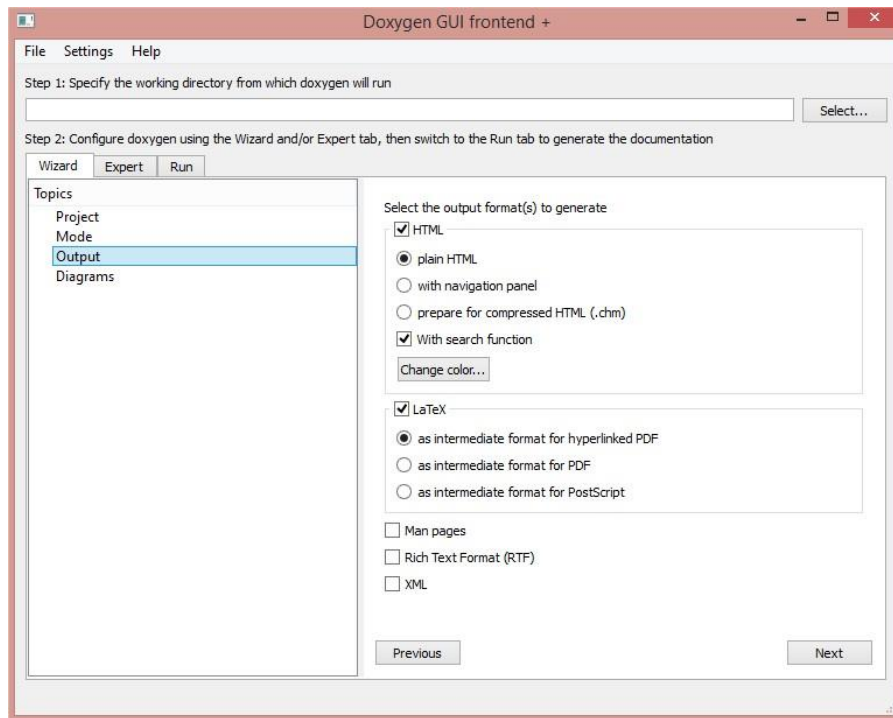 Doxygen GUI frontend +
File Settings Help
Step 1: Specify the working directory from which doxygen will run
Select...
Step 2: Configure doxygen using the Wizard and/or Expert tab, then switch to the Run tab to generate the documentation
Wizard Expert Run
Topics
Project
Mode
Output
Diagrams
Select the output format(s) to generate
HTML
plain HTML
with navigation panel
prepare for compressed HTML (.chm)
With search function
Change color...
LaTeX
as intermediate format for hyperlinked PDF
as intermediate format for PDF
as intermediate format for PostScript
Man pages
Rich Text Format (RTF)
XML
Previous Next